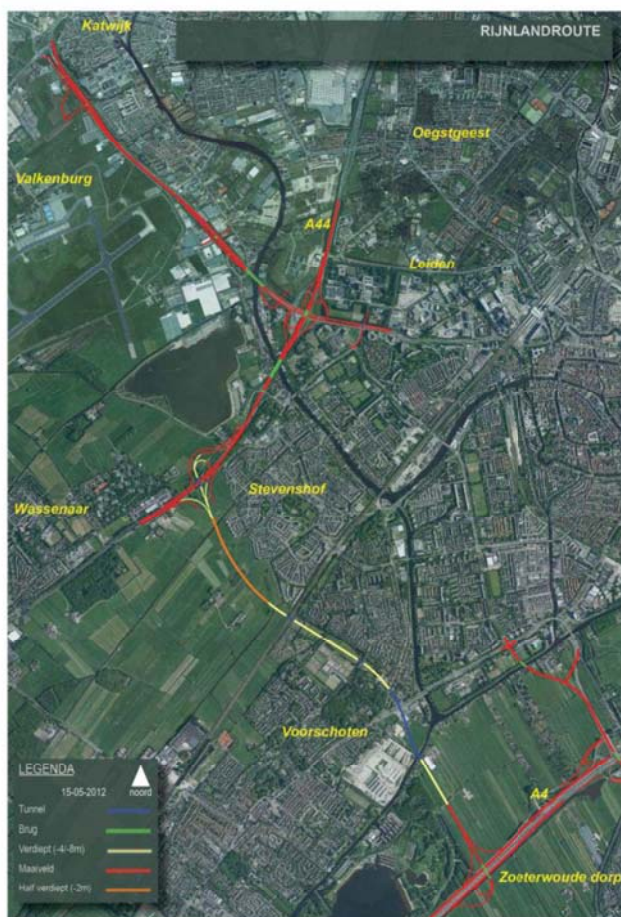 RIJNLANDROUTE
Katwijk
Oegstgeest
Valkenburg
A44
Leiden
Wassenaar
Stevenshof
Voorschoten
A4
Zoeterwoude dorp
LEGENDA
15-05-2012
noord
Tunnel
Brug
Verdiept (-4/-8m)
Maaiveld
Half verdiept (-2m)